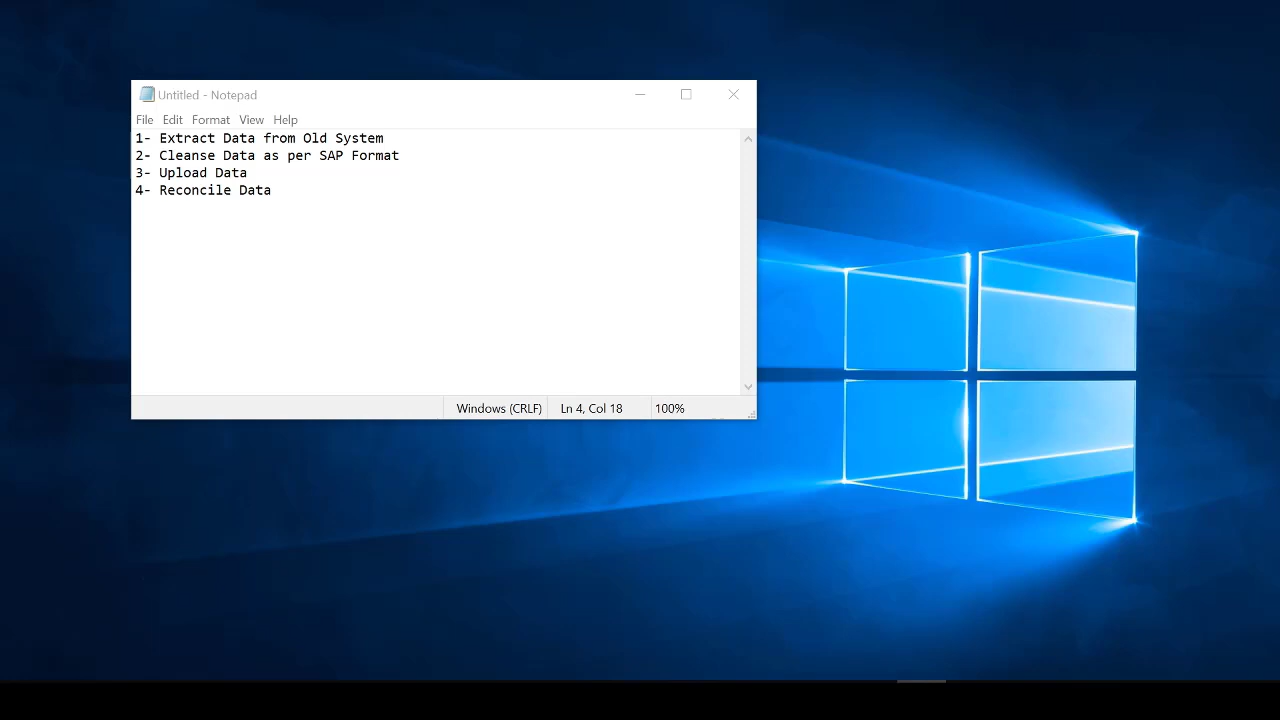 Untitled - Notepad
File Edit Format View Help
1- Extract Data from Old System
2- Cleanse Data as per SAP Format
3- Upload Data
4- Reconcile Data
Windows (CRLF) Ln 4, Col 18 100%